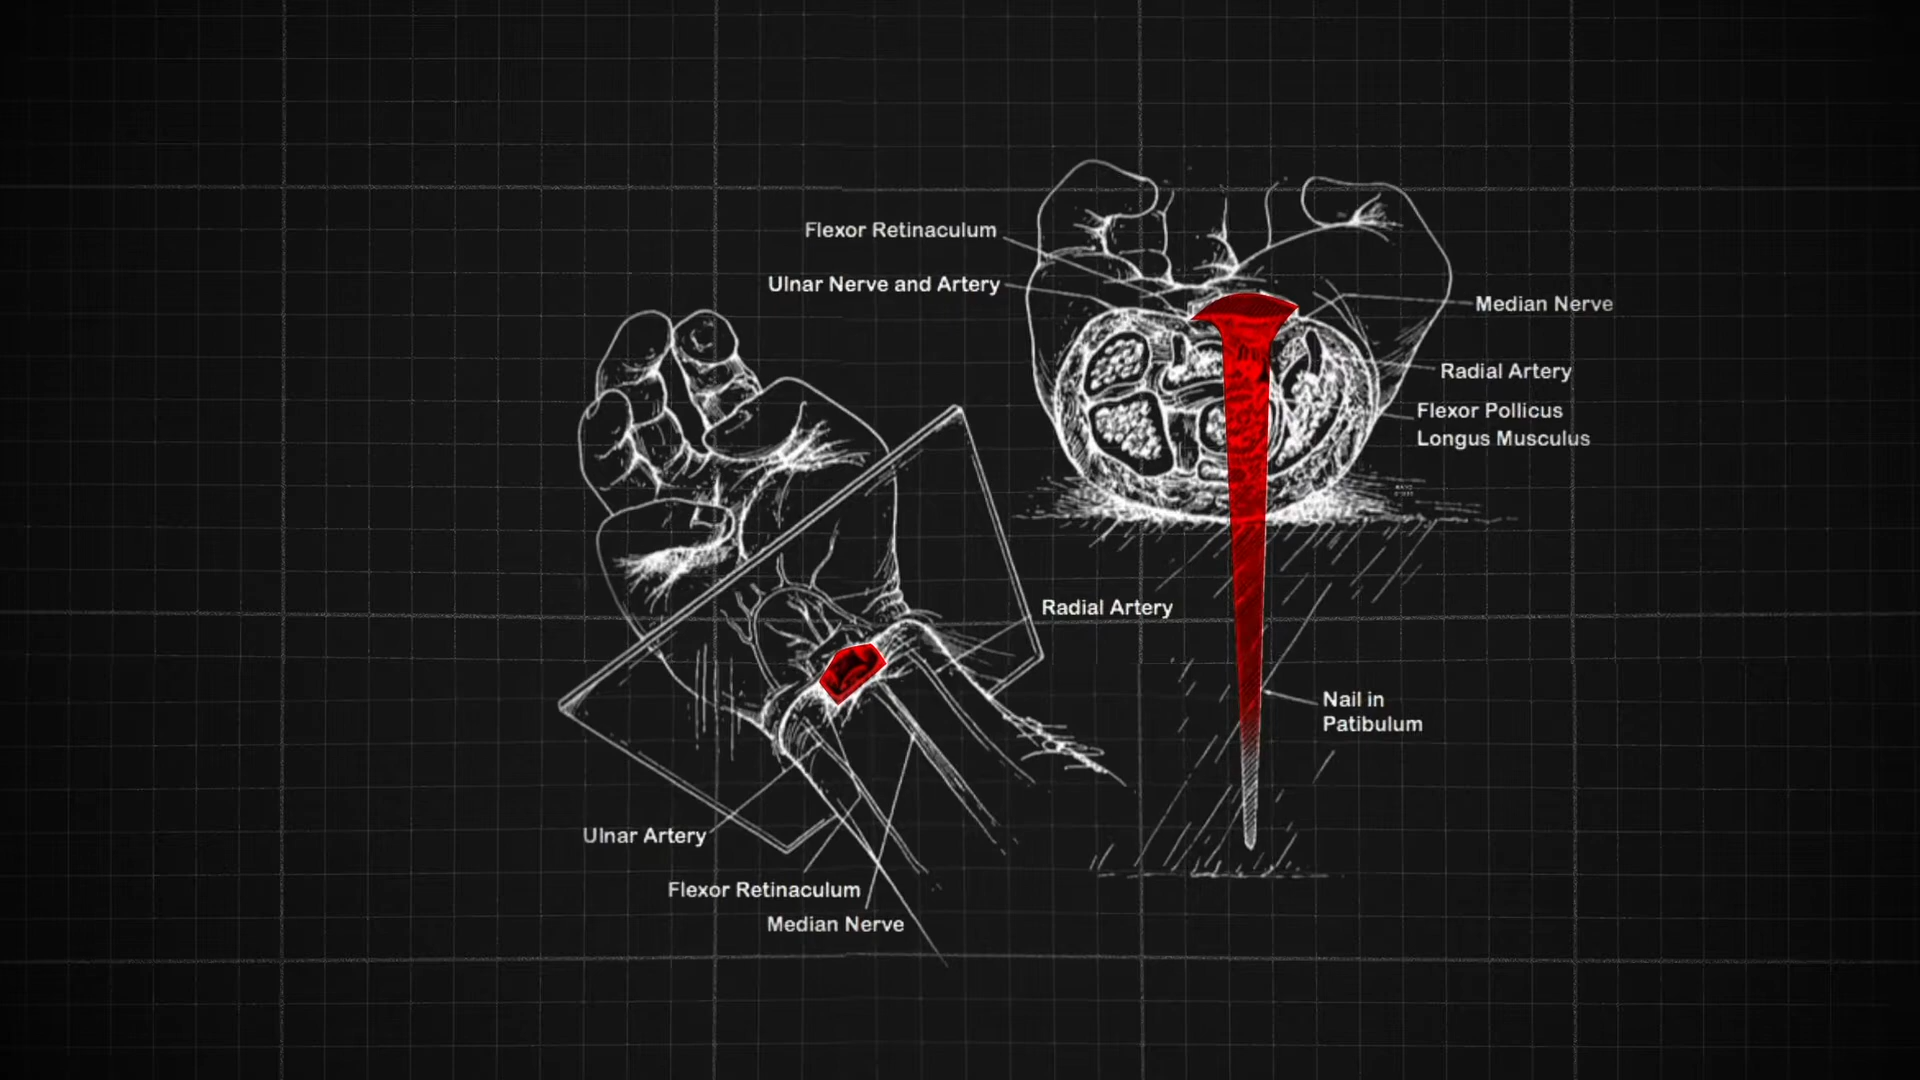 Flexor Retinaculum
Ulnar Nerve and Artery
Median Nerve
Radial Artery
Flexor Pollicus
Longus Musculus
Radial Artery
Nail in
Patibulum
Ulnar Artery
Flexor Retinaculum
Median Nerve